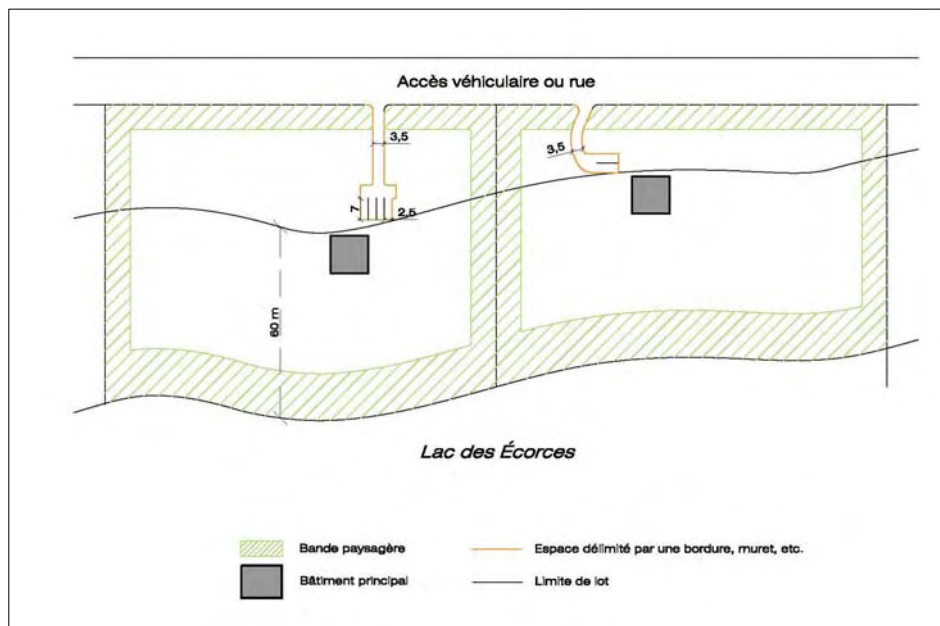 Accès véhiculaire ou rue
3,5
3,5
7
2,5
60 m
Lac des Écorces
Bande paysagère
Espace délimité par une bordure, muret, etc.
Bâtiment principal
Limite de lot